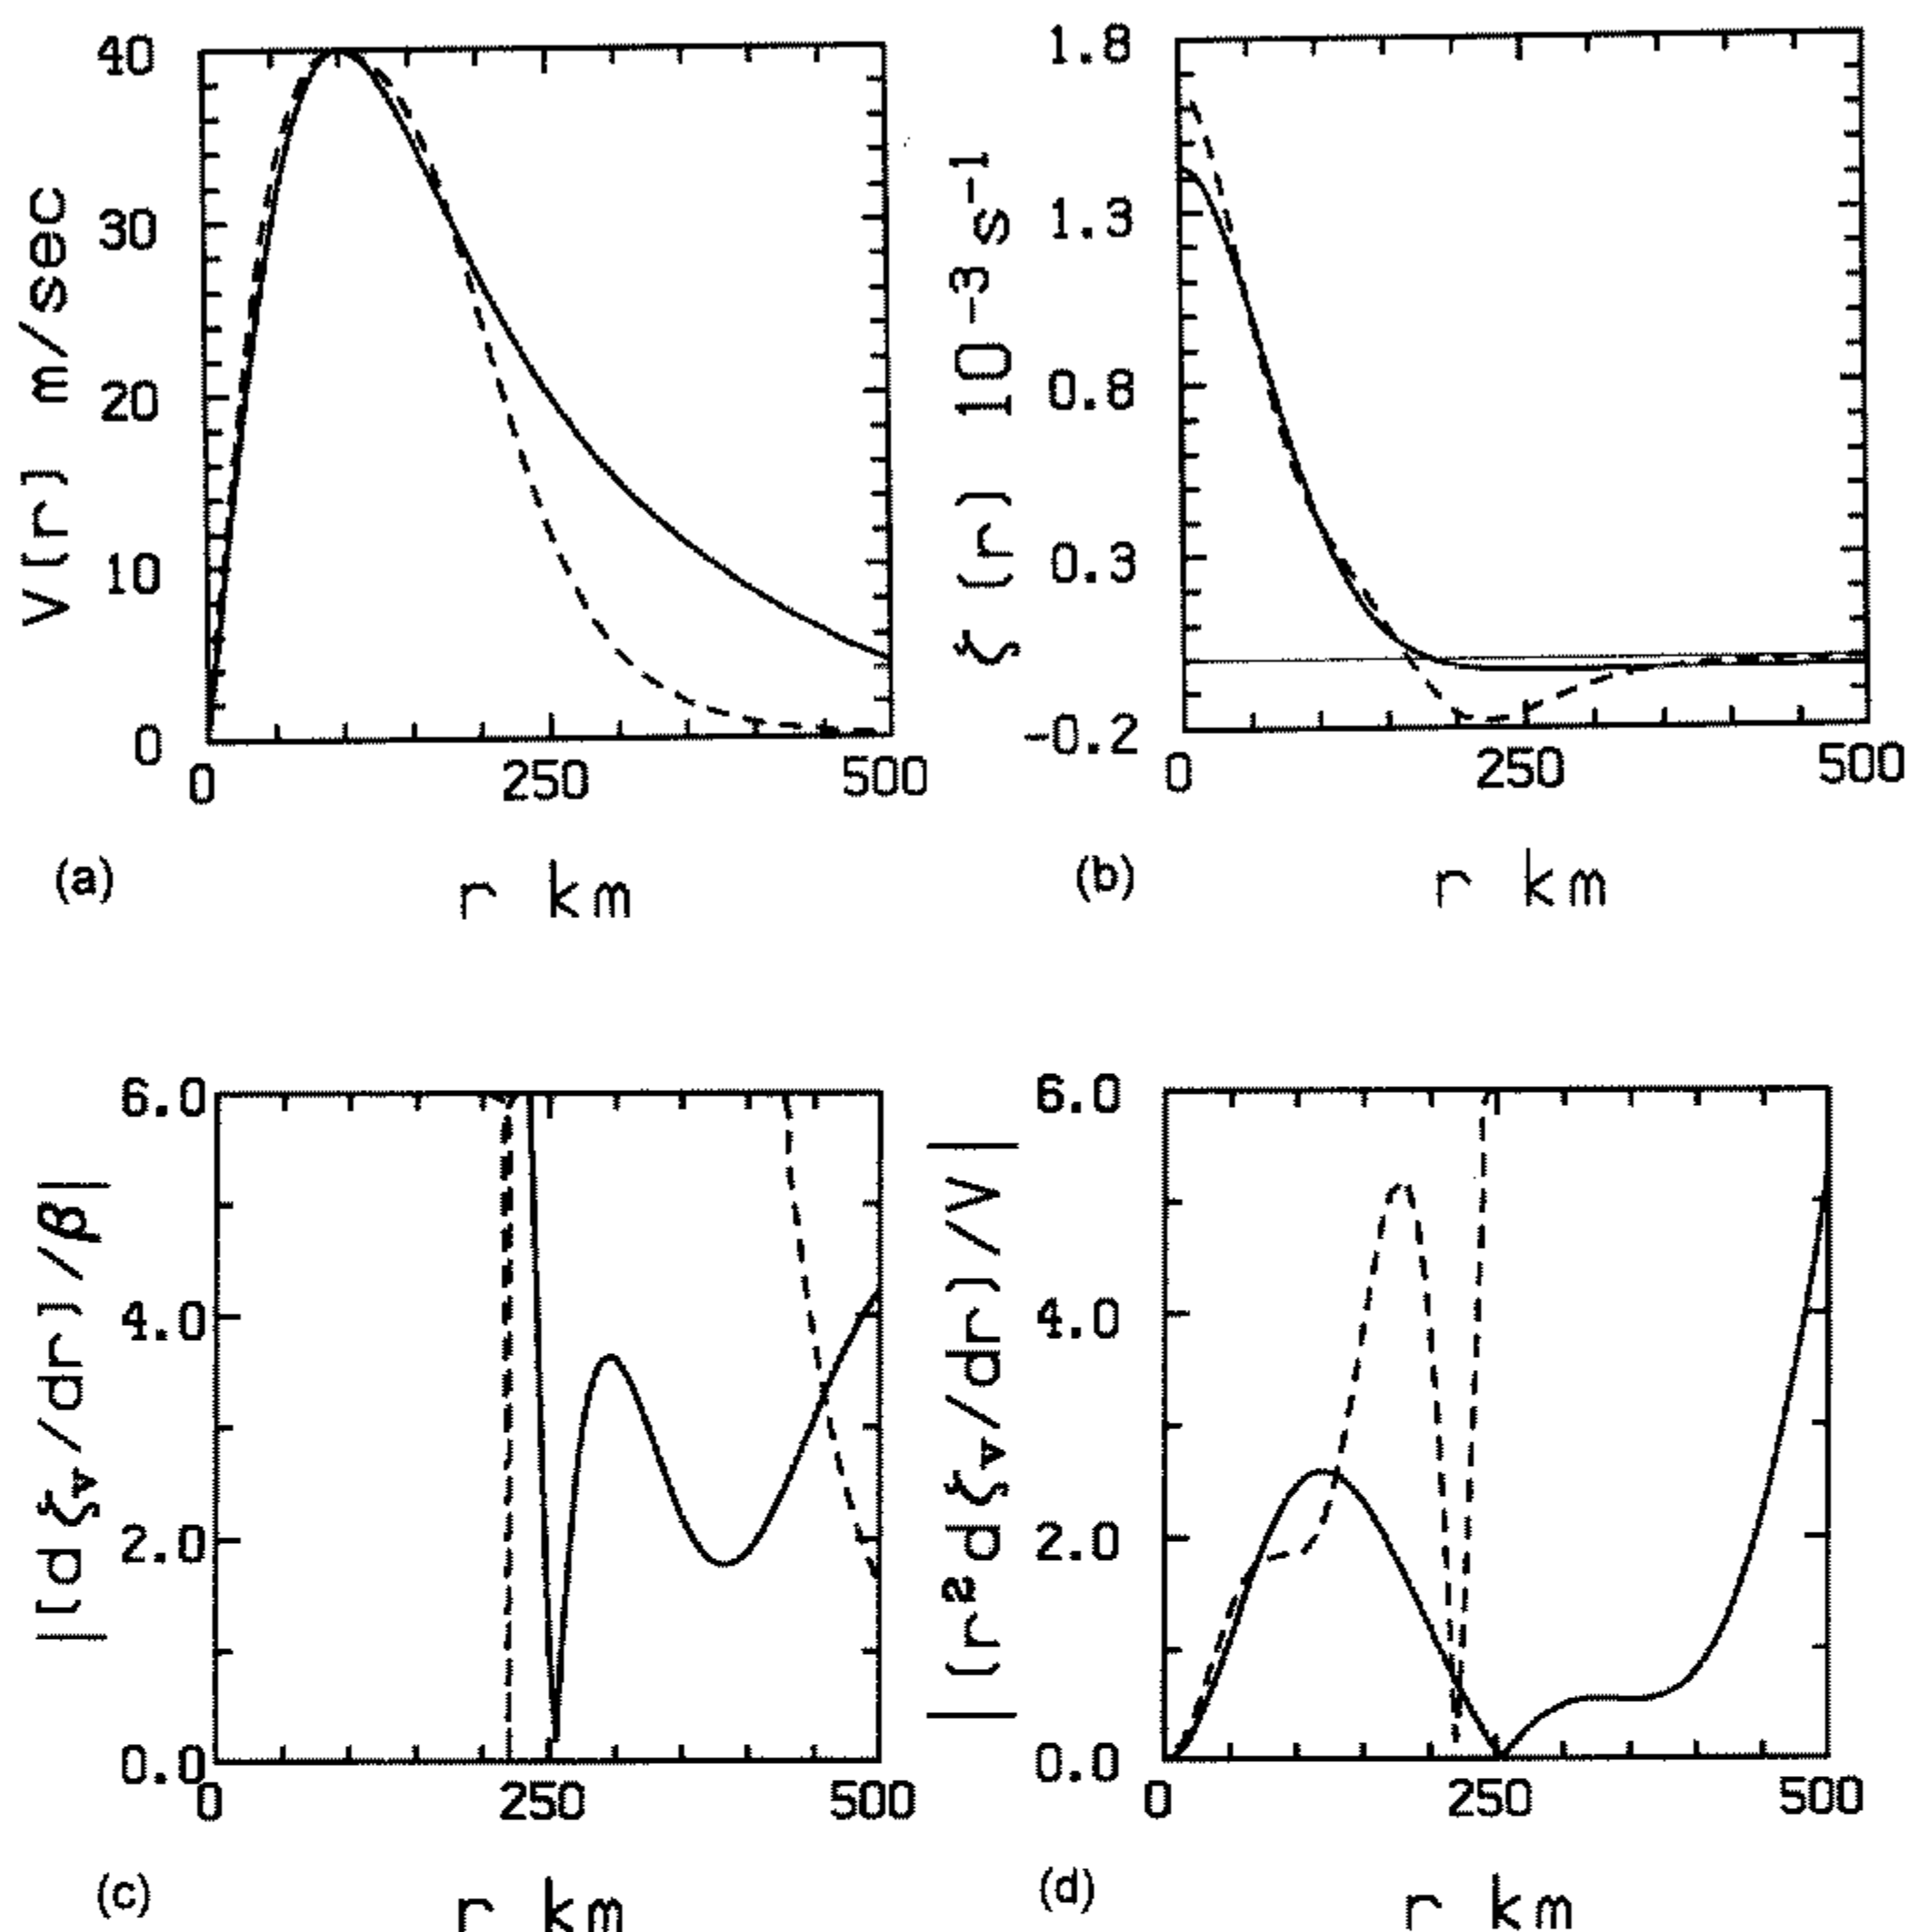 40
30
20
10
0
V(r) m/sec
0 250 500
(a) r km
1.8
1.3
0.8
0.3
-0.2
ζ (r) 10⁻³s⁻¹
0 250 500
(b) r km
6.0
4.0
2.0
0.0
|(dζᵥ/dr)/β|
0 250 500
(c) r km
6.0
4.0
2.0
0.0
|(r²dζᵥ/dr)/V|
0 250 500
(d) r km